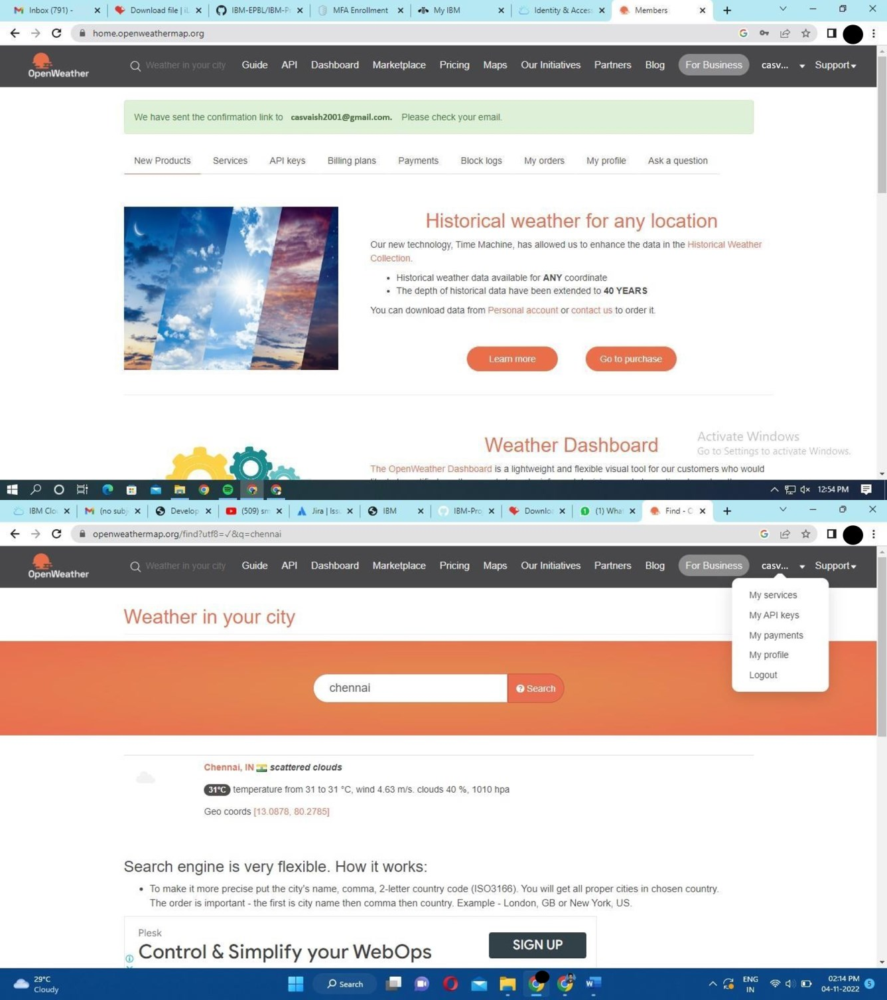 Inbox (791) -
Download file | iL
IBM-EPBL/IBM-Pr
MFA Enrollment
My IBM
Identity & Access
Members
home.openweathermap.org
OpenWeather
Weather in your city
Guide
API
Dashboard
Marketplace
Pricing
Maps
Our Initiatives
Partners
Blog
For Business
casv...
Support
We have sent the confirmation link to casvaish2001@gmail.com. Please check your email.
New Products
Services
API keys
Billing plans
Payments
Block logs
My orders
My profile
Ask a question
Historical weather for any location
Our new technology, Time Machine, has allowed us to enhance the data in the Historical Weather
Collection.
• Historical weather data available for ANY coordinate
• The depth of historical data have been extended to 40 YEARS
You can download data from Personal account or contact us to order it.
Learn more
Go to purchase
Weather Dashboard
Activate Windows
Go to Settings to activate Windows.
The OpenWeather Dashboard is a lightweight and flexible visual tool for our customers who would
12:54 PM
IBM Clo
(no subj
Develop
(509) sm
Jira | Iss
IBM
IBM-Pro
Downlo
(1) Wha
Find - O
openweathermap.org/find?utf8=✓&q=chennai
OpenWeather
Weather in your city
Guide
API
Dashboard
Marketplace
Pricing
Maps
Our Initiatives
Partners
Blog
For Business
casv...
Support
My services
My API keys
My payments
My profile
Logout
Weather in your city
chennai
Search
Chennai, IN scattered clouds
31°C temperature from 31 to 31 °C, wind 4.63 m/s. clouds 40 %, 1010 hpa
Geo coords [13.0878, 80.2785]
Search engine is very flexible. How it works:
• To make it more precise put the city's name, comma, 2-letter country code (ISO3166). You will get all proper cities in chosen country.
The order is important - the first is city name then comma then country. Example - London, GB or New York, US.
Plesk
Control & Simplify your WebOps
SIGN UP
29°C
Cloudy
Search
ENG
IN
02:14 PM
04-11-2022
5